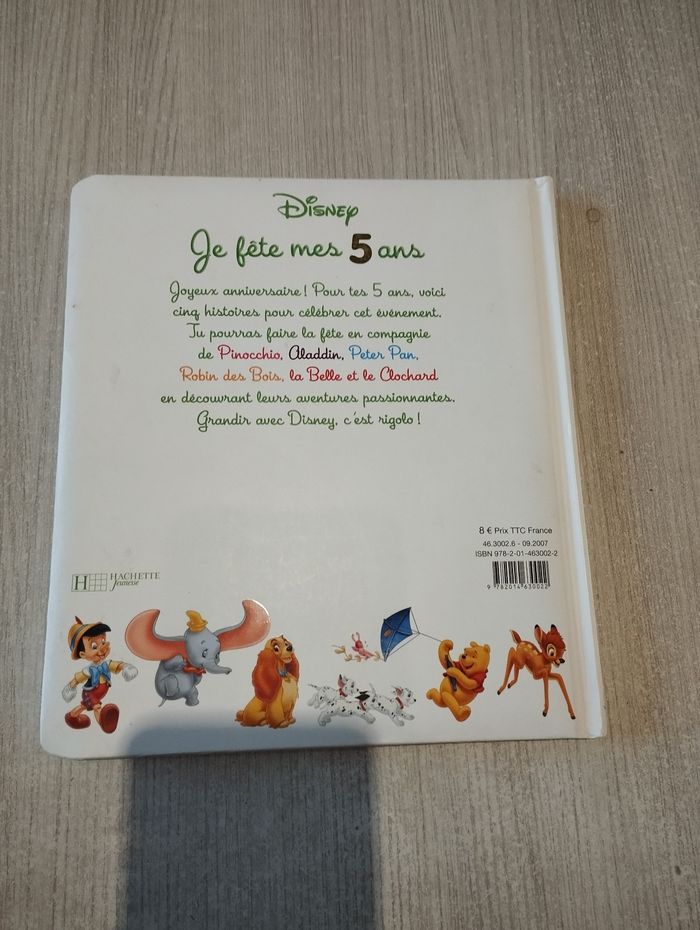 Disney
Je fête mes 5 ans
Joyeux anniversaire ! Pour tes 5 ans, voici
cinq histoires pour célébrer cet événement.
Tu pourras faire la fête en compagnie
de Pinocchio, Aladdin, Peter Pan,
Robin des Bois, la Belle et le Clochard
en découvrant leurs aventures passionnantes.
Grandir avec Disney, c'est rigolo !
8 € Prix TTC France
46.3002.6 - 09.2007
ISBN 978-2-01-463002-2
9 782014 630022
H HACHETTE
Jeunesse